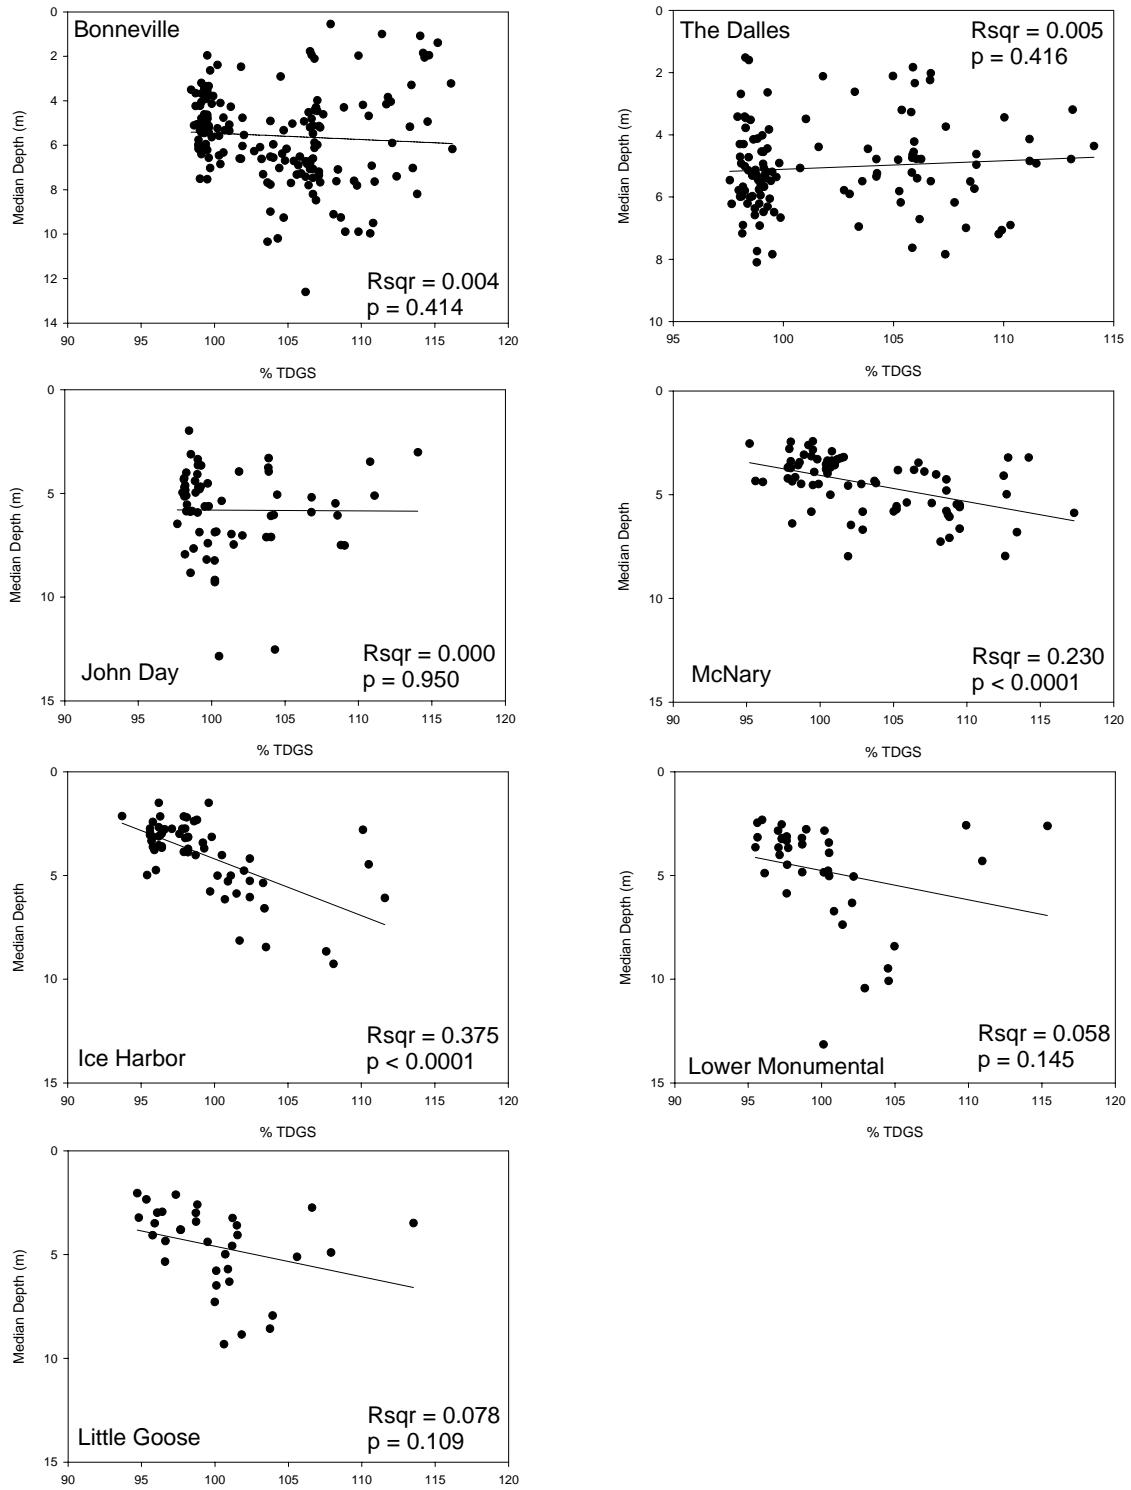 Bonneville
Rsqr = 0.004
p = 0.414
Median Depth (m)
0
2
4
6
8
10
12
14
90
95
100
105
110
115
120
% TDGS
The Dalles
Rsqr = 0.005
p = 0.416
Median Depth (m)
0
2
4
6
8
10
95
100
105
110
115
John Day
Rsqr = 0.000
p = 0.950
Median Depth (m)
0
5
10
15
90
95
100
105
110
115
120
% TDGS
McNary
Rsqr = 0.230
p < 0.0001
Median Depth
0
5
10
15
90
95
100
105
110
115
120
% TDGS
Ice Harbor
Rsqr = 0.375
p < 0.0001
Median Depth
0
5
10
15
90
95
100
105
110
115
120
% TDGS
Lower Monumental
Rsqr = 0.058
p = 0.145
Median Depth (m)
0
5
10
15
90
95
100
105
110
115
120
% TDGS
Little Goose
Rsqr = 0.078
p = 0.109
Median Depth (m)
0
5
10
15
90
95
100
105
110
115
120